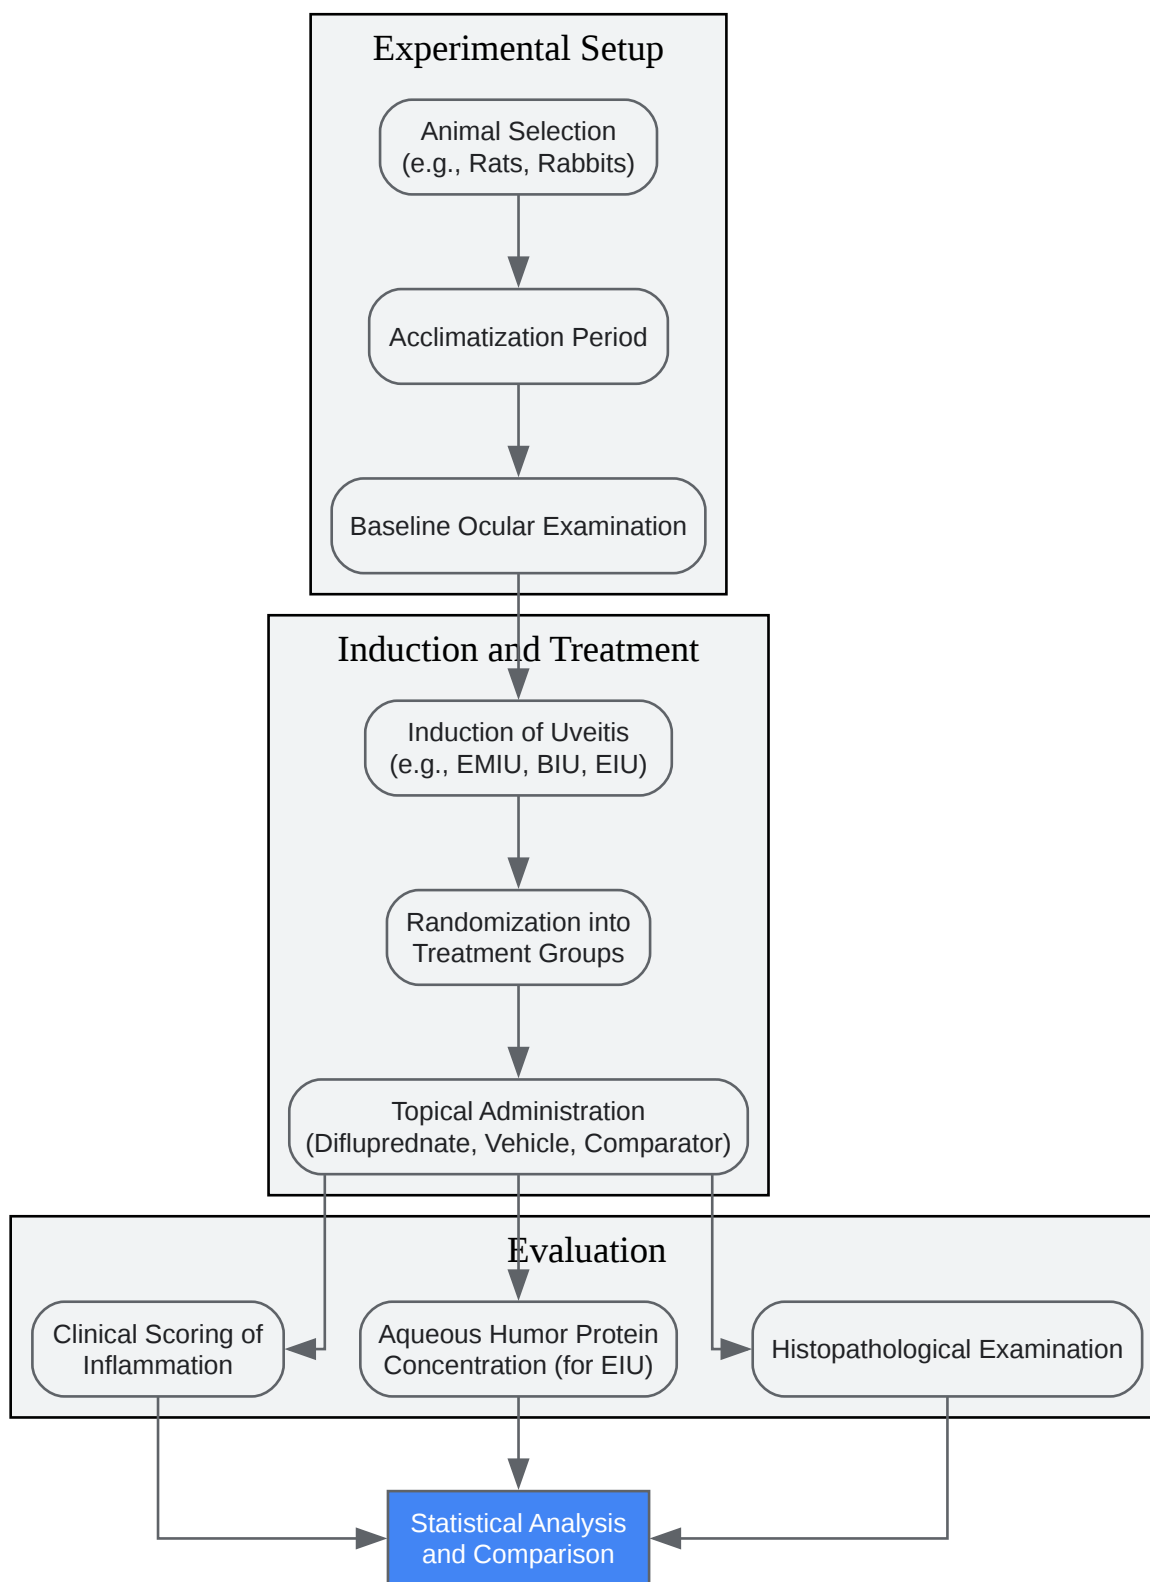 Experimental Setup
Animal Selection
(e.g., Rats, Rabbits)
Acclimatization Period
Baseline Ocular Examination
Induction and Treatment
Induction of Uveitis
(e.g., EMIU, BIU, EIU)
Randomization into
Treatment Groups
Topical Administration
(Difluprednate, Vehicle, Comparator)
Evaluation
Clinical Scoring of
Inflammation
Aqueous Humor Protein
Concentration (for EIU)
Histopathological Examination
Statistical Analysis
and Comparison